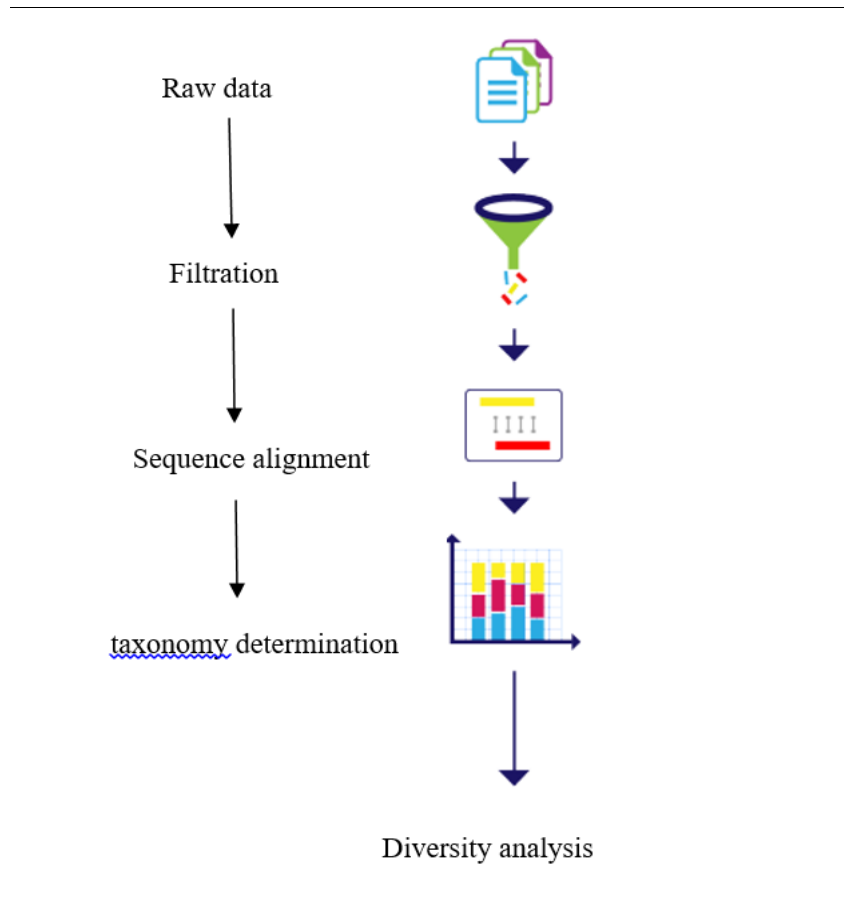 Raw data
Filtration
Sequence alignment
taxonomy determination
Diversity analysis